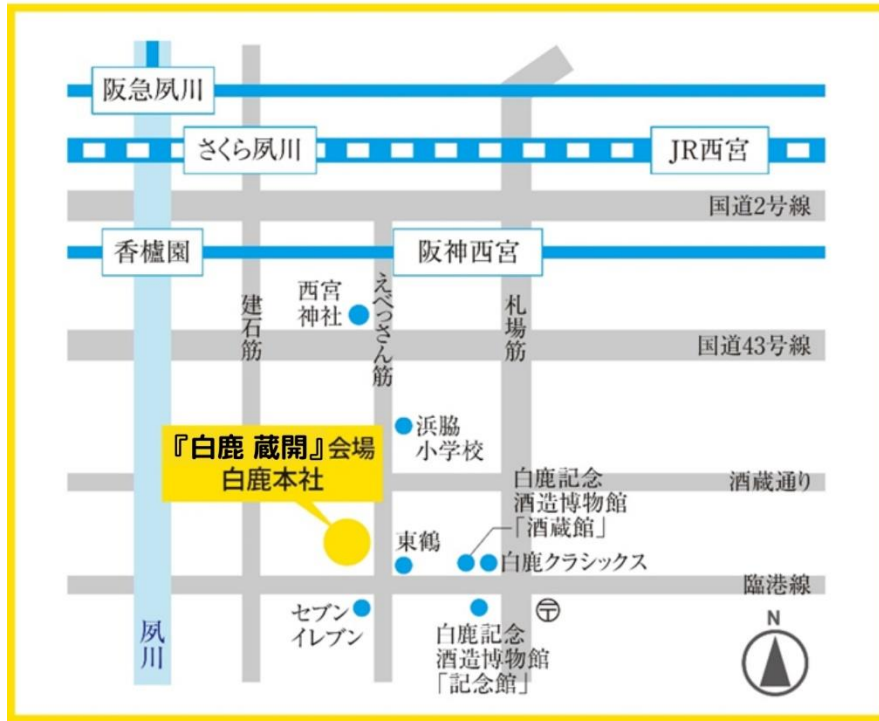 阪急夙川
さくら夙川
JR西宮
国道2号線
香櫨園
阪神西宮
西宮
神社
建石筋
えべっさん筋
札場筋
国道43号線
浜脇
小学校
『白鹿 蔵開』会場
白鹿本社
白鹿記念
酒造博物館
「酒蔵館」
酒蔵通り
東鶴
白鹿クラシックス
臨港線
セブン
イレブン
白鹿記念
酒造博物館
「記念館」
〶
夙川
N